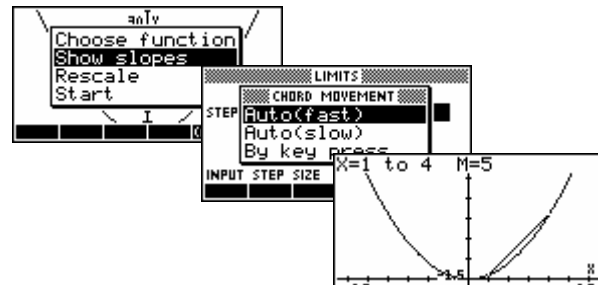 Choose function
Show slopes
Rescale
Start
LIMITS
CHORD MOVEMENT
STEP
Auto(fast)
Auto(slow)
By key press
INPUT STEP SIZE
X=1 to 4 M=5
X